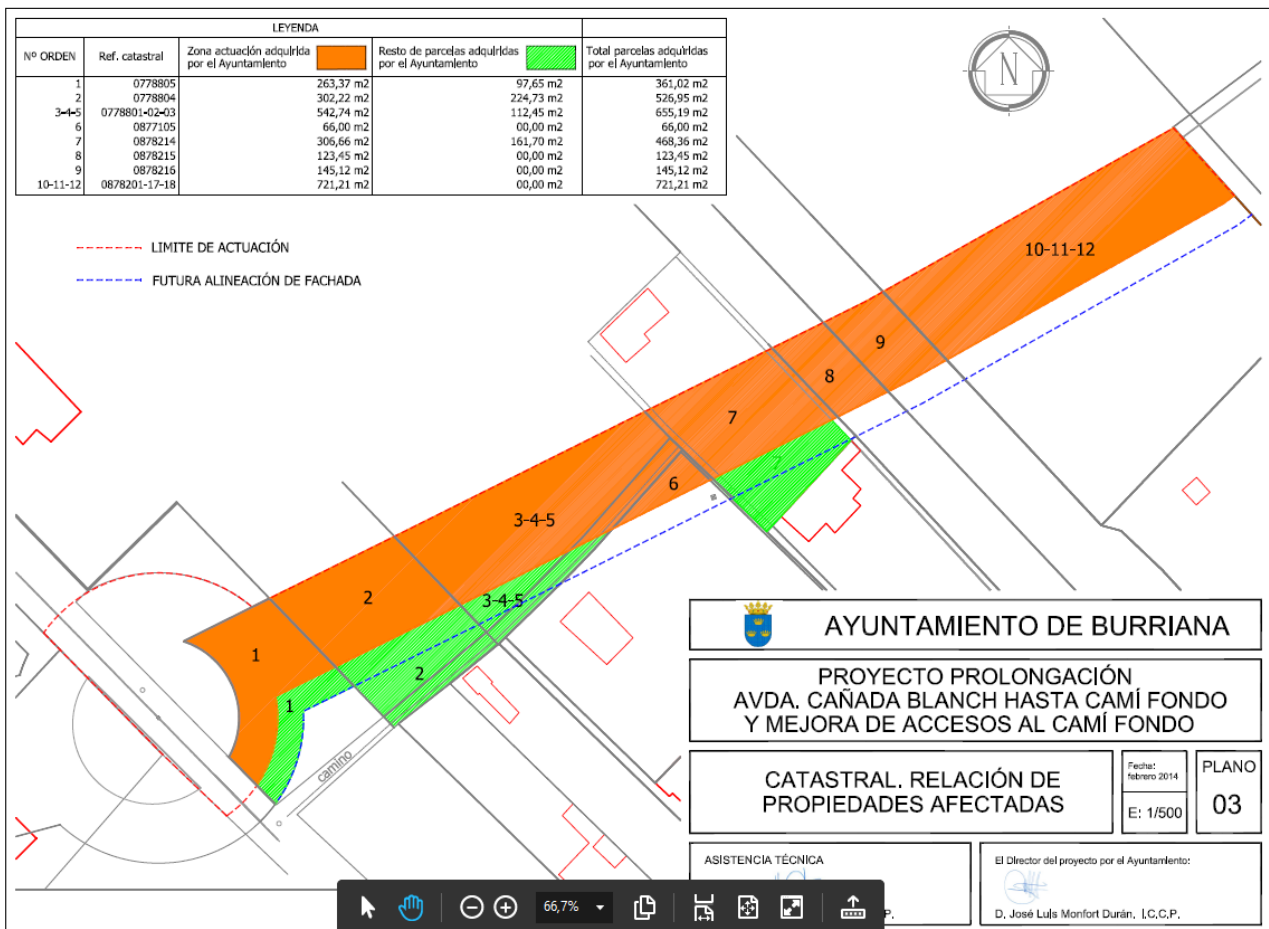 LEYENDA
Nº ORDEN Ref. catastral Zona actuación adquirida por el Ayuntamiento Resto de parcelas adquiridas por el Ayuntamiento Total parcelas adquiridas por el Ayuntamiento
1 0778805 263,37 m2 97,65 m2 361,02 m2
2 0778804 302,22 m2 224,73 m2 526,95 m2
3-4-5 0778801-02-03 542,74 m2 112,45 m2 655,19 m2
6 0877105 66,00 m2 00,00 m2 66,00 m2
7 0878214 306,66 m2 161,70 m2 468,36 m2
8 0878215 123,45 m2 00,00 m2 123,45 m2
9 0878216 145,12 m2 00,00 m2 145,12 m2
10-11-12 0878201-17-18 721,21 m2 00,00 m2 721,21 m2
N
LIMITE DE ACTUACIÓN
FUTURA ALINEACIÓN DE FACHADA
10-11-12
9
8
7
7
6
3-4-5
3-4-5
2
2
1
1
camino
AYUNTAMIENTO DE BURRIANA
PROYECTO PROLONGACIÓN
AVDA. CAÑADA BLANCH HASTA CAMÍ FONDO
Y MEJORA DE ACCESOS AL CAMÍ FONDO
CATASTRAL. RELACIÓN DE
PROPIEDADES AFECTADAS
Fecha:
febrero 2014
E: 1/500
PLANO
03
ASISTENCIA TÉCNICA
P.
El Director del proyecto por el Ayuntamiento:
D. José Luis Monfort Durán, I.C.C.P.
66,7%